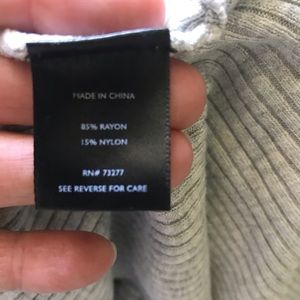 MADE IN CHINA
85% RAYON
15% NYLON
RN# 73277
SEE REVERSE FOR CARE